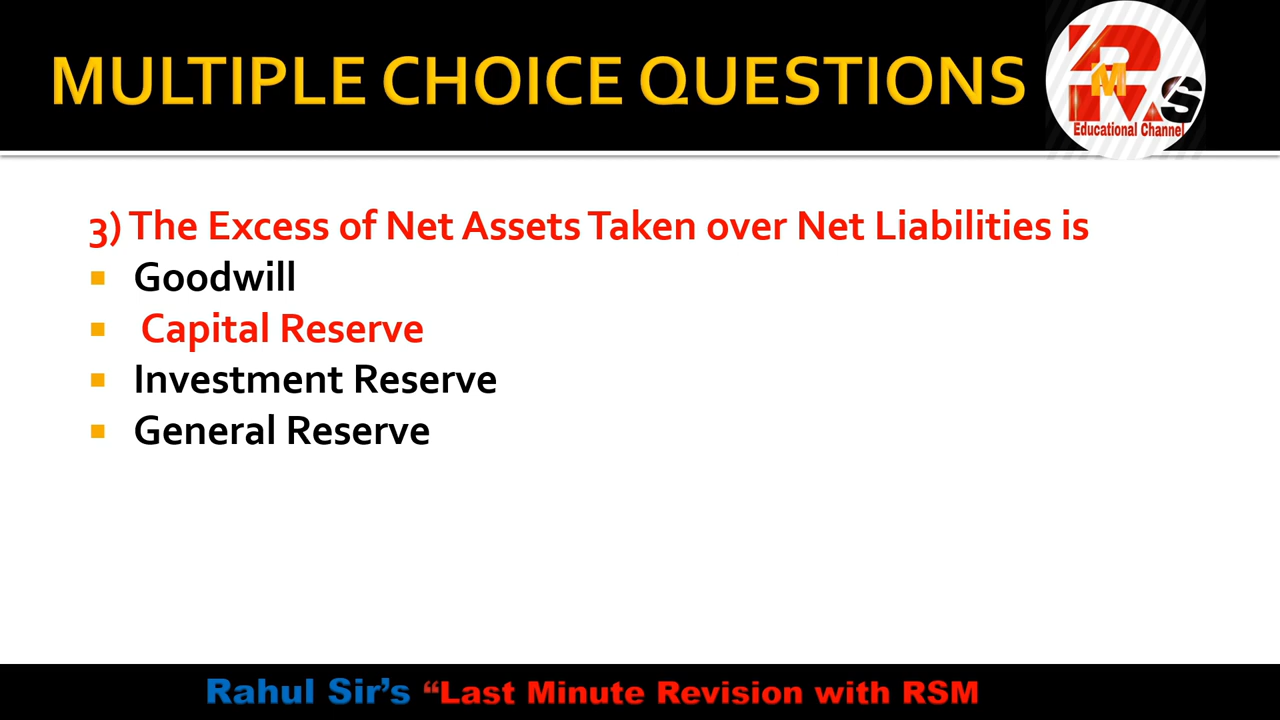 MULTIPLE CHOICE QUESTIONS
RMS
Educational Channel
3) The Excess of Net Assets Taken over Net Liabilities is
Goodwill
Capital Reserve
Investment Reserve
General Reserve
Rahul Sir's “Last Minute Revision with RSM